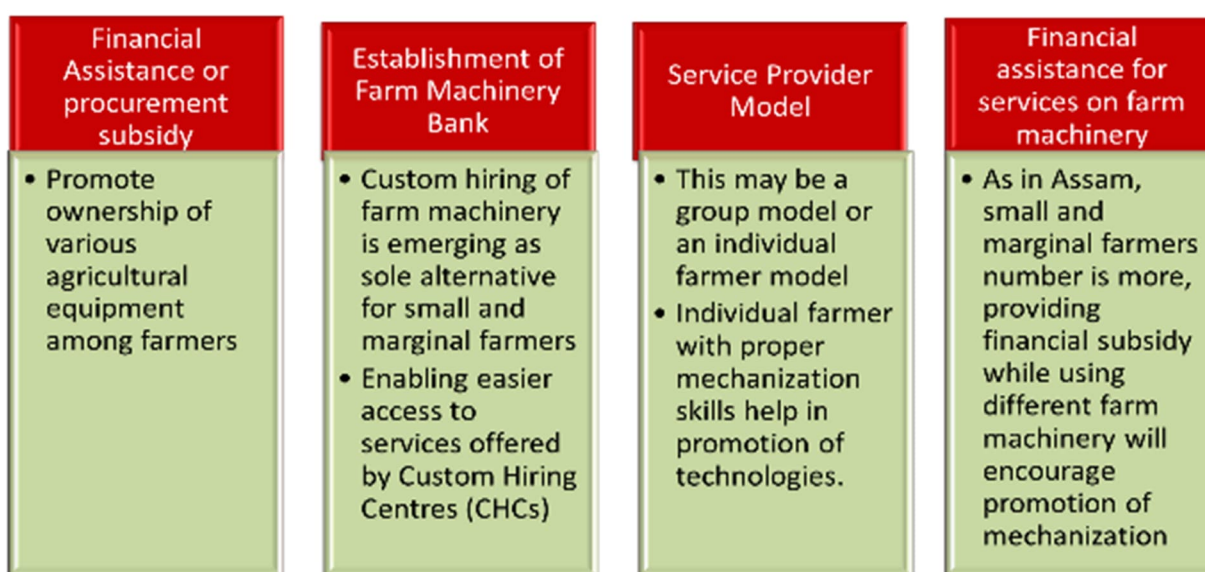 Financial
Assistance or
procurement
subsidy
• Promote
ownership of
various
agricultural
equipment
among farmers
Establishment of
Farm Machinery
Bank
• Custom hiring of
farm machinery
is emerging as
sole alternative
for small and
marginal farmers
• Enabling easier
access to
services offered
by Custom Hiring
Centres (CHCs)
Service Provider
Model
• This may be a
group model or
an individual
farmer model
• Individual farmer
with proper
mechanization
skills help in
promotion of
technologies.
Financial
assistance for
services on farm
machinery
• As in Assam,
small and
marginal farmers
number is more,
providing
financial subsidy
while using
different farm
machinery will
encourage
promotion of
mechanization